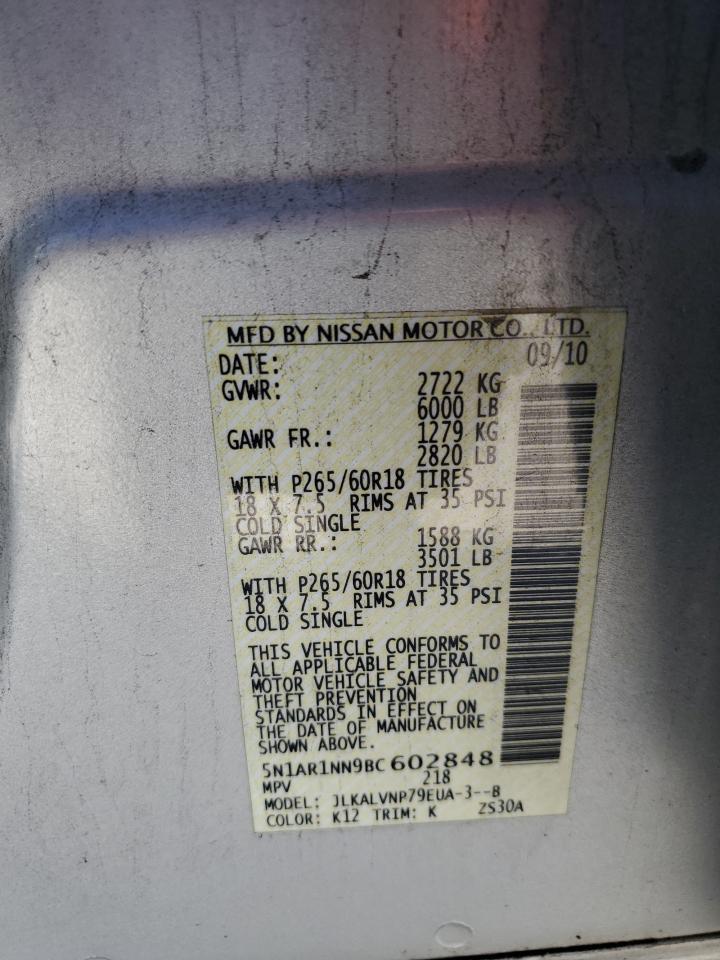 MFD BY NISSAN MOTOR CO., LTD.
DATE: 09/10
GVWR: 2722 KG
6000 LB
GAWR FR.: 1279 KG
2820 LB
WITH P265/60R18 TIRES
18 X 7.5 RIMS AT 35 PSI
COLD SINGLE
GAWR RR.: 1588 KG
3501 LB
WITH P265/60R18 TIRES
18 X 7.5 RIMS AT 35 PSI
COLD SINGLE
THIS VEHICLE CONFORMS TO
ALL APPLICABLE FEDERAL
MOTOR VEHICLE SAFETY AND
THEFT PREVENTION
STANDARDS IN EFFECT ON
THE DATE OF MANUFACTURE
SHOWN ABOVE.
5N1AR1NN9BC602848
MPV 218
MODEL: JLKALVNP79EUA-3--B
COLOR: K12 TRIM: K ZS30A